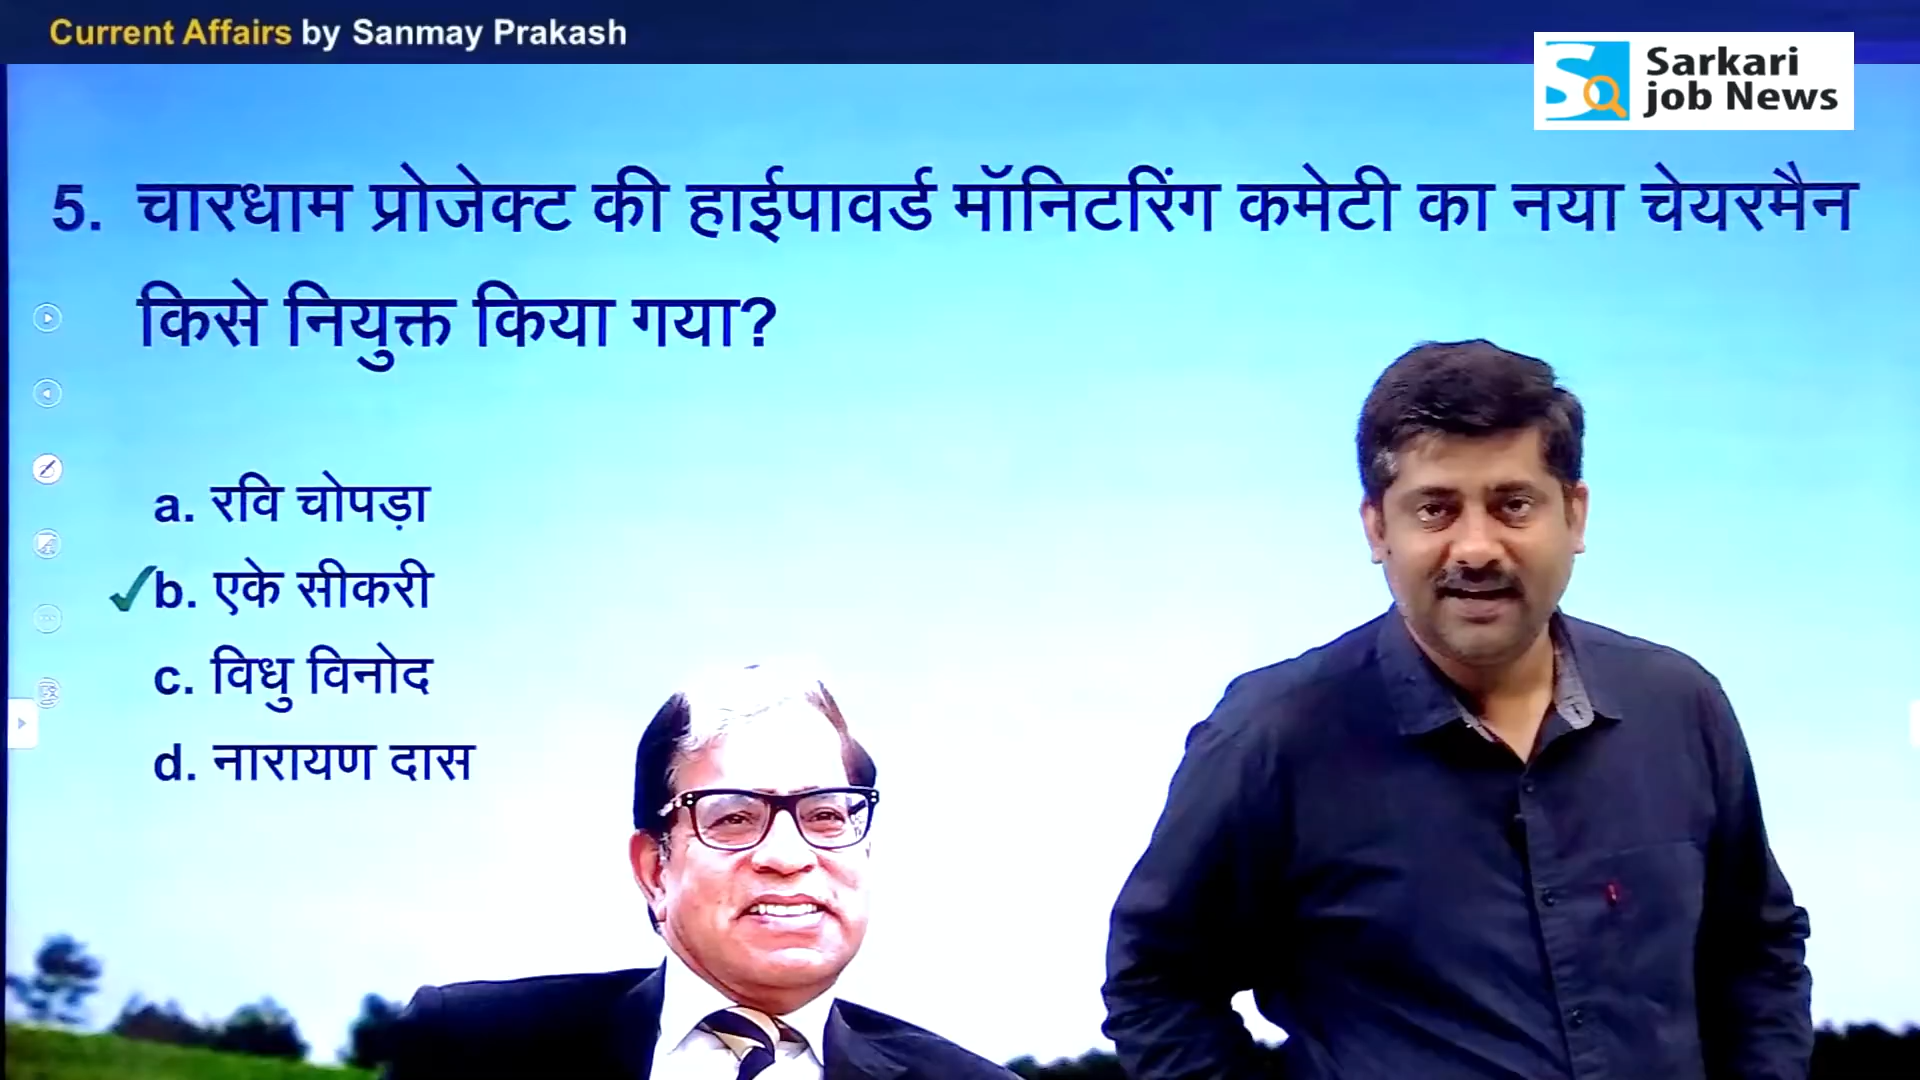 Current Affairs by Sanmay Prakash
Sarkari
job News
5. चारधाम प्रोजेक्ट की हाईपावर्ड मॉनिटरिंग कमेटी का नया चेयरमैन
किसे नियुक्त किया गया?
a. रवि चोपड़ा
b. एके सीकरी
c. विधु विनोद
d. नारायण दास